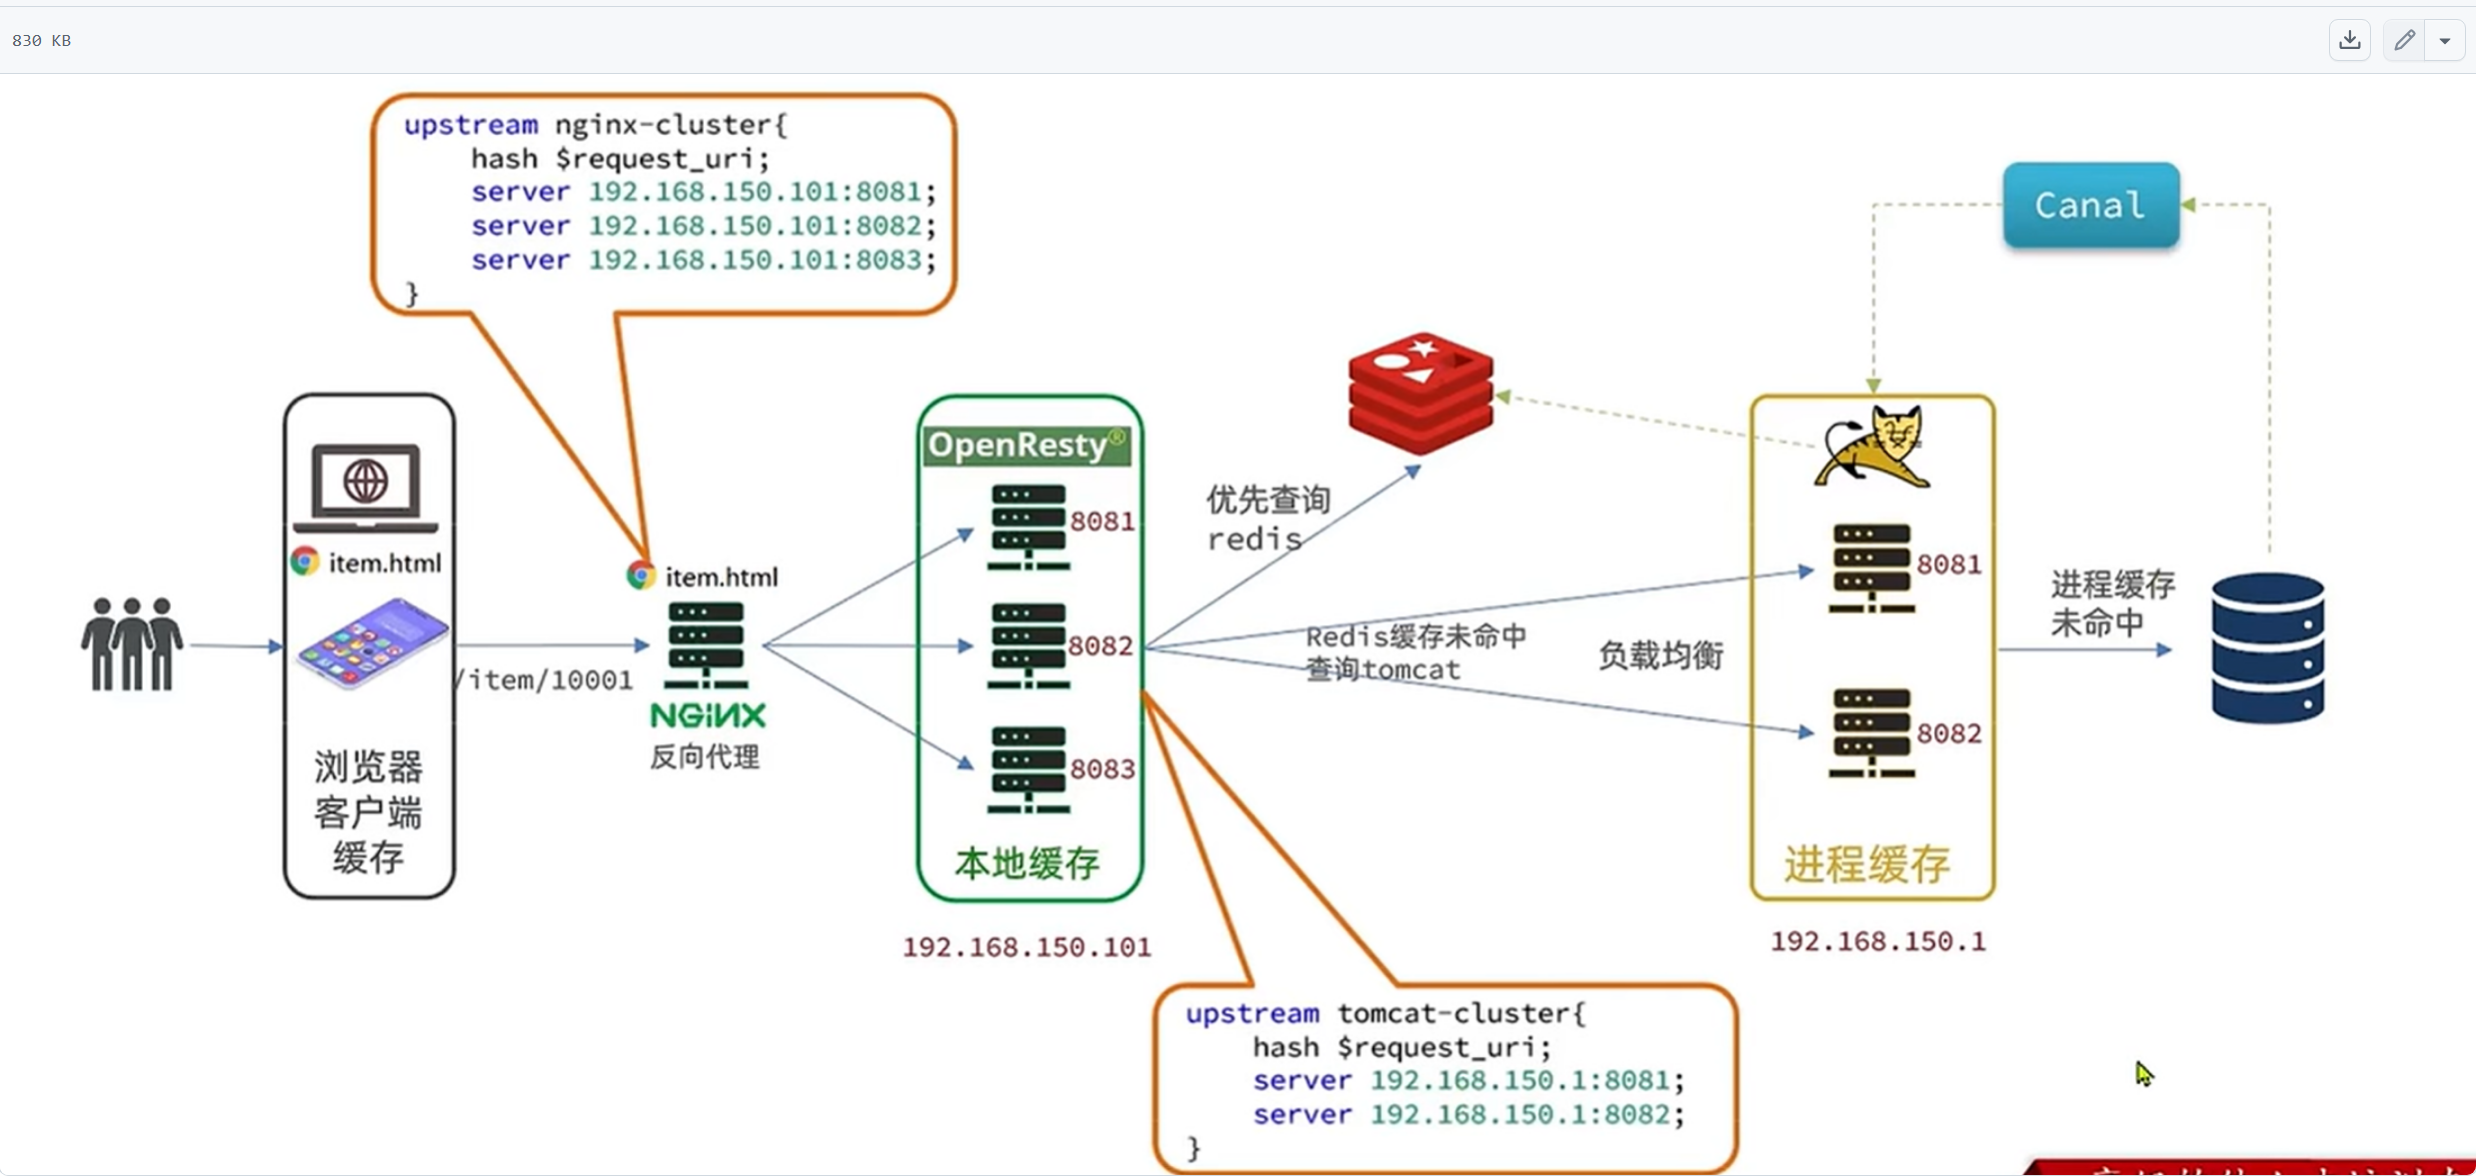 830 KB
upstream nginx-cluster{
hash $request_uri;
server 192.168.150.101:8081;
server 192.168.150.101:8082;
server 192.168.150.101:8083;
}
Canal
OpenResty®
8081
8082
8083
本地缓存
192.168.150.101
item.html
浏览器
客户端
缓存
/item/10001
item.html
NGINX
反向代理
优先查询
redis
Redis缓存未命中
查询tomcat
负载均衡
8081
8082
进程缓存
192.168.150.1
进程缓存
未命中
upstream tomcat-cluster{
hash $request_uri;
server 192.168.150.1:8081;
server 192.168.150.1:8082;
}